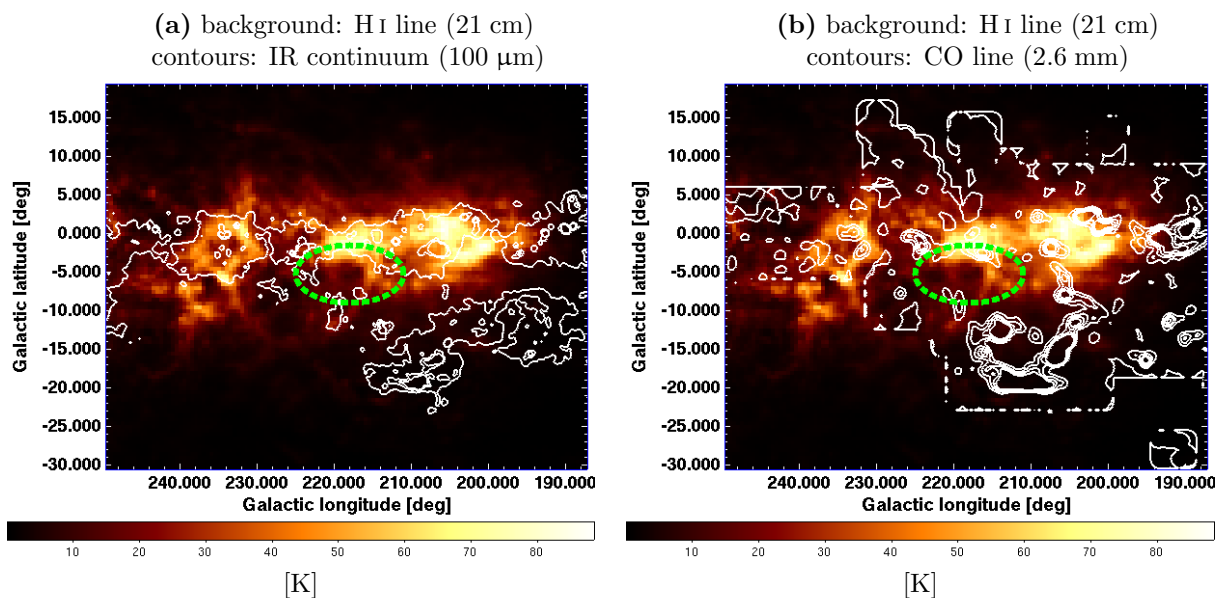 (a) background: H I line (21 cm)
contours: IR continuum (100 µm)
15.000
10.000
5.000
0.000
-5.000
-10.000
-15.000
-20.000
-25.000
-30.000
Galactic latitude [deg]
240.000 230.000 220.000 210.000 200.000 190.000
Galactic longitude [deg]
10 20 30 40 50 60 70 80
[K]
(b) background: H I line (21 cm)
contours: CO line (2.6 mm)
15.000
10.000
5.000
0.000
-5.000
-10.000
-15.000
-20.000
-25.000
-30.000
Galactic latitude [deg]
240.000 230.000 220.000 210.000 200.000 190.000
Galactic longitude [deg]
10 20 30 40 50 60 70 80
[K]